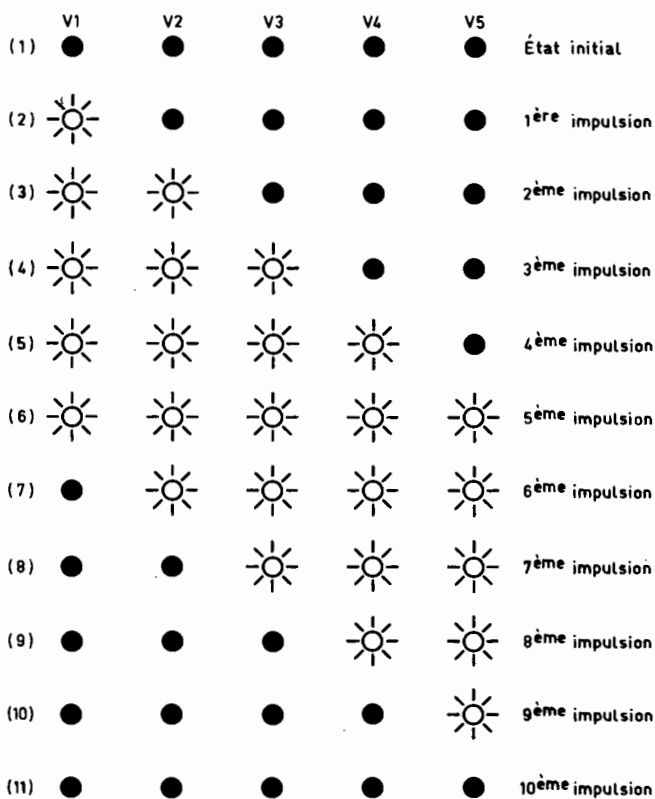 V1 V2 V3 V4 V5
(1) État initial
(2) 1ère impulsion
(3) 2ème impulsion
(4) 3ème impulsion
(5) 4ème impulsion
(6) 5ème impulsion
(7) 6ème impulsion
(8) 7ème impulsion
(9) 8ème impulsion
(10) 9ème impulsion
(11) 10ème impulsion